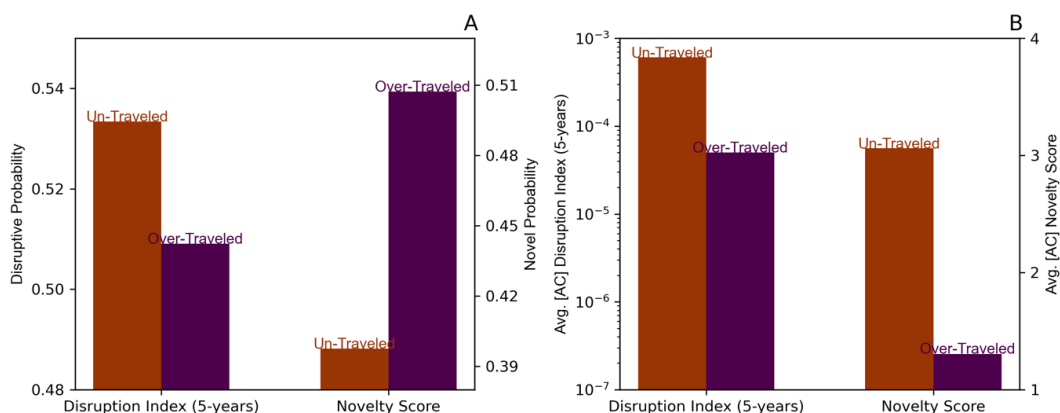 A
0.54
0.52
0.50
0.48
Disruptive Probability
Un-Traveled
Over-Traveled
Un-Traveled
Over-Traveled
0.51
0.48
0.45
0.42
0.39
Novel Probability
Disruption Index (5-years)
Novelty Score
B
10⁻³
10⁻⁴
10⁻⁵
10⁻⁶
10⁻⁷
Avg. [AC] Disruption Index (5-years)
Un-Traveled
Over-Traveled
Un-Traveled
Over-Traveled
4
3
2
1
Avg. [AC] Novelty Score
Disruption Index (5-years)
Novelty Score